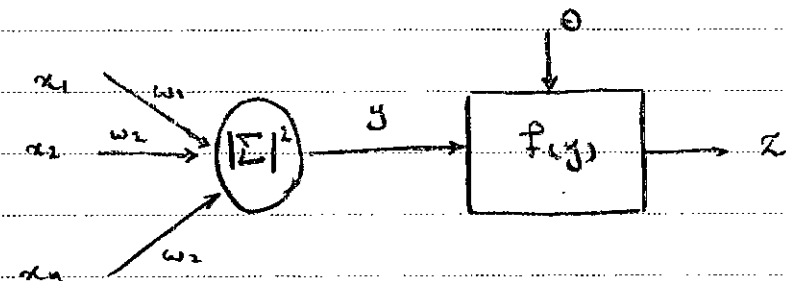 θ
x₁ w₁
x₂ w₂ |Σ|² y f(y) z
xₙ w₂